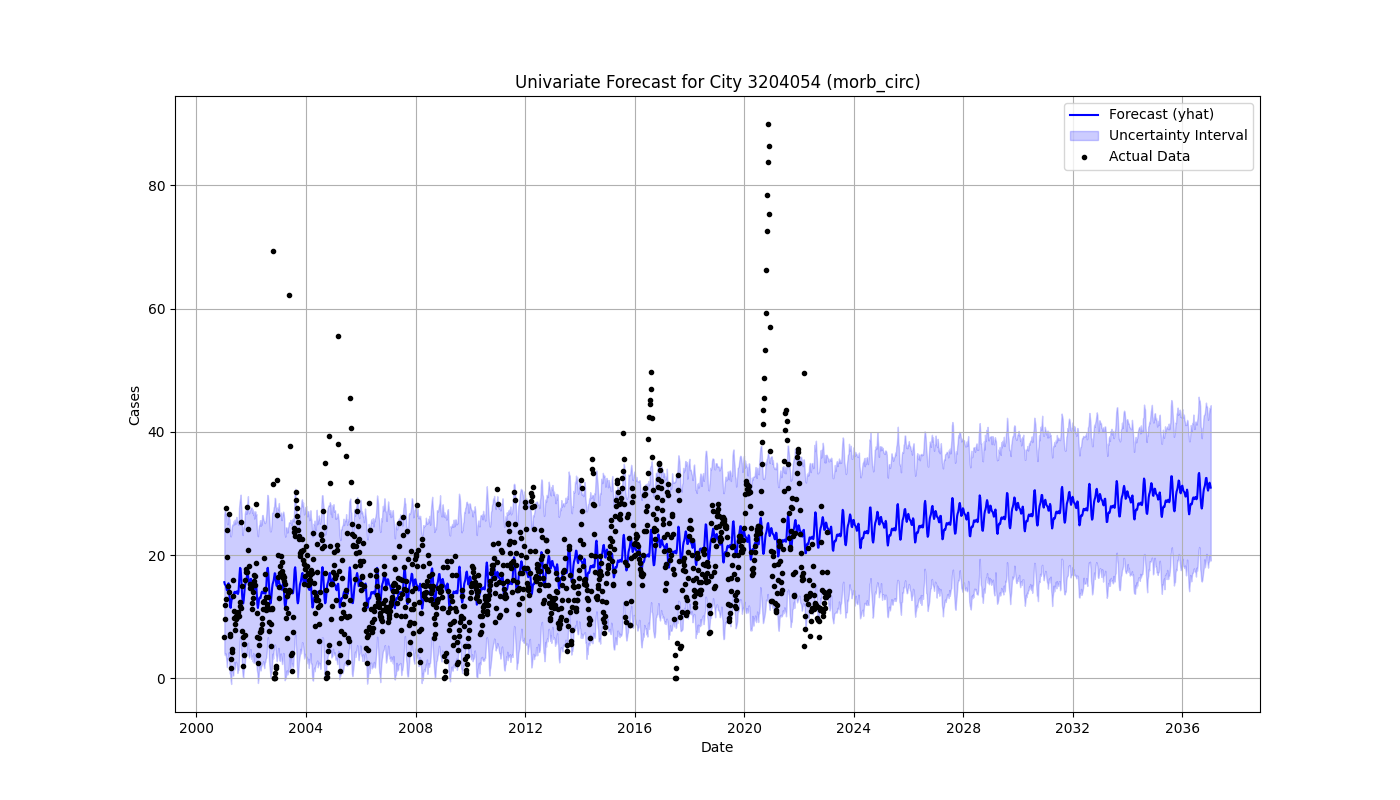 Univariate Forecast for City 3204054 (morb_circ)
Forecast (yhat)
Uncertainty Interval
Actual Data
Cases
80
60
40
20
0
2000 2004 2008 2012 2016 2020 2024 2028 2032 2036
Date